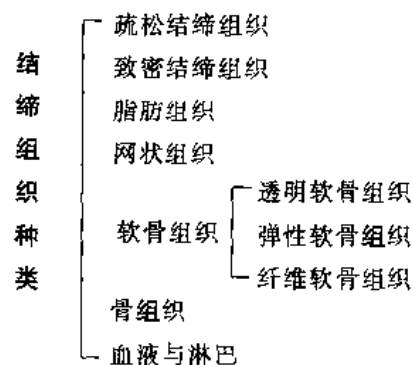 结缔组织种类
疏松结缔组织
致密结缔组织
脂肪组织
网状组织
软骨组织
透明软骨组织
弹性软骨组织
纤维软骨组织
骨组织
血液与淋巴